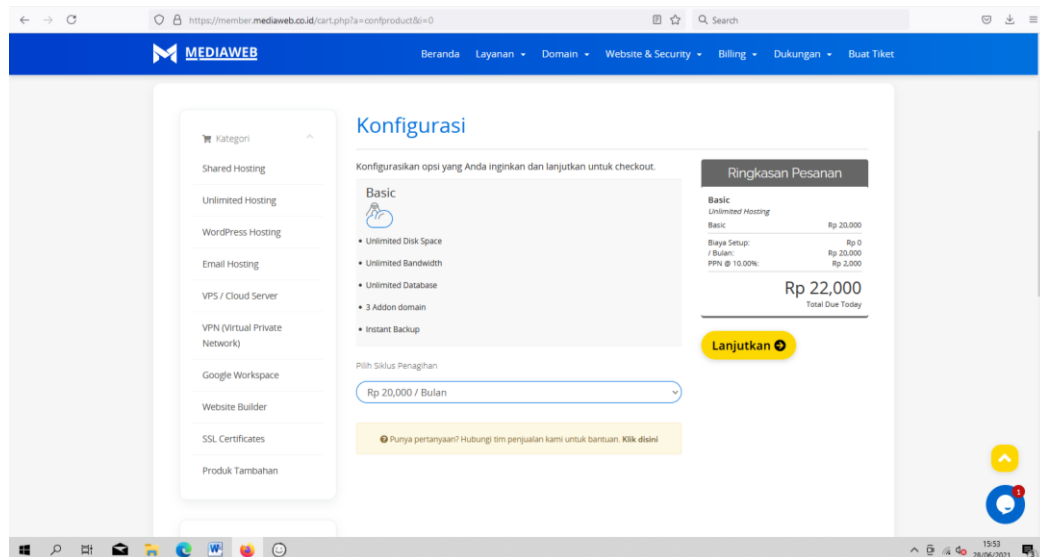 https://member.mediaweb.co.id/cart.php?a=confproduct&i=0
Search
MEDIAWEB
Beranda Layanan Domain Website & Security Billing Dukungan Buat Tiket
Kategori
Shared Hosting
Unlimited Hosting
WordPress Hosting
Email Hosting
VPS / Cloud Server
VPN (Virtual Private
Network)
Google Workspace
Website Builder
SSL Certificates
Produk Tambahan
Konfigurasi
Konfigurasikan opsi yang Anda inginkan dan lanjutkan untuk checkout.
Basic
• Unlimited Disk Space
• Unlimited Bandwidth
• Unlimited Database
• 3 Addon domain
• Instant Backup
Pilih Siklus Penagihan
Rp 20,000 / Bulan
Punya pertanyaan? Hubungi tim penjualan kami untuk bantuan. Klik disini
Ringkasan Pesanan
Basic
Unlimited Hosting
Basic Rp 20,000
Biaya Setup: Rp 0
/ Bulan: Rp 20,000
PPN @ 10.00%: Rp 2,000
Rp 22,000
Total Due Today
Lanjutkan
1
15:53
28/06/2021